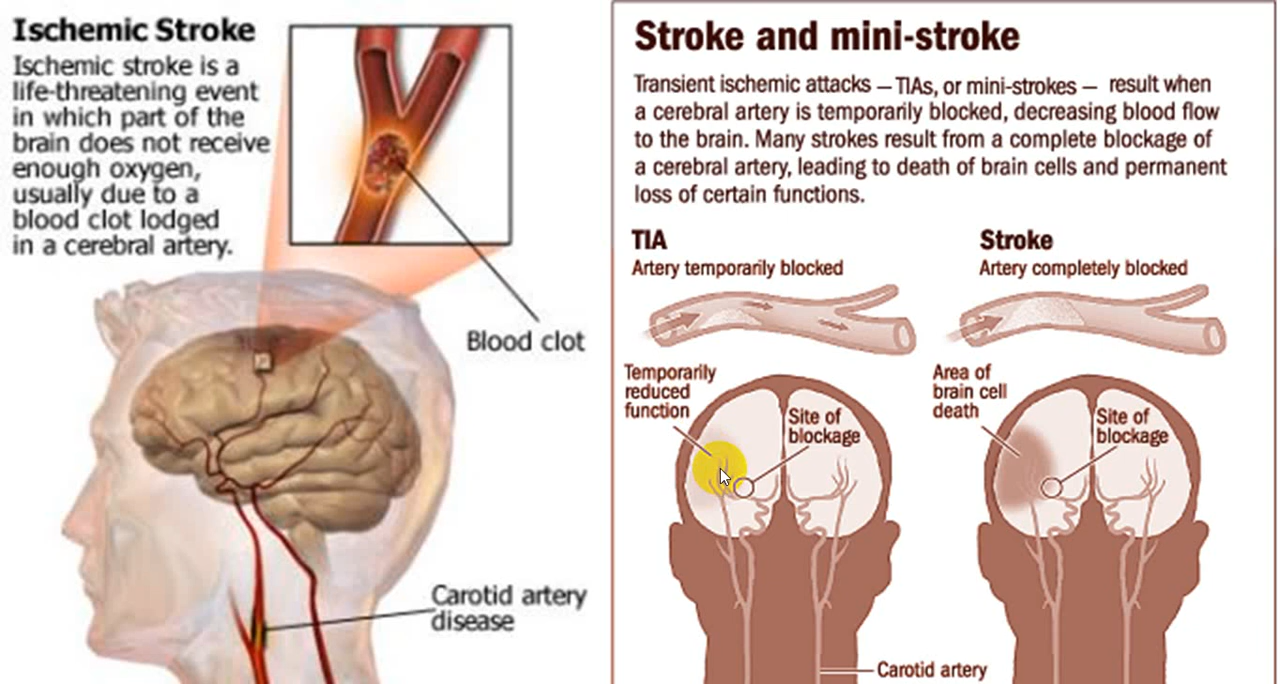 Ischemic Stroke
Ischemic stroke is a
life-threatening event
in which part of the
brain does not receive
enough oxygen,
usually due to a
blood clot lodged
in a cerebral artery.
Blood clot
Carotid artery
disease
Stroke and mini-stroke
Transient ischemic attacks — TIAs, or mini-strokes — result when
a cerebral artery is temporarily blocked, decreasing blood flow
to the brain. Many strokes result from a complete blockage of
a cerebral artery, leading to death of brain cells and permanent
loss of certain functions.
TIA
Artery temporarily blocked
Temporarily
reduced
function
Site of
blockage
Stroke
Artery completely blocked
Area of
brain cell
death
Site of
blockage
Carotid artery